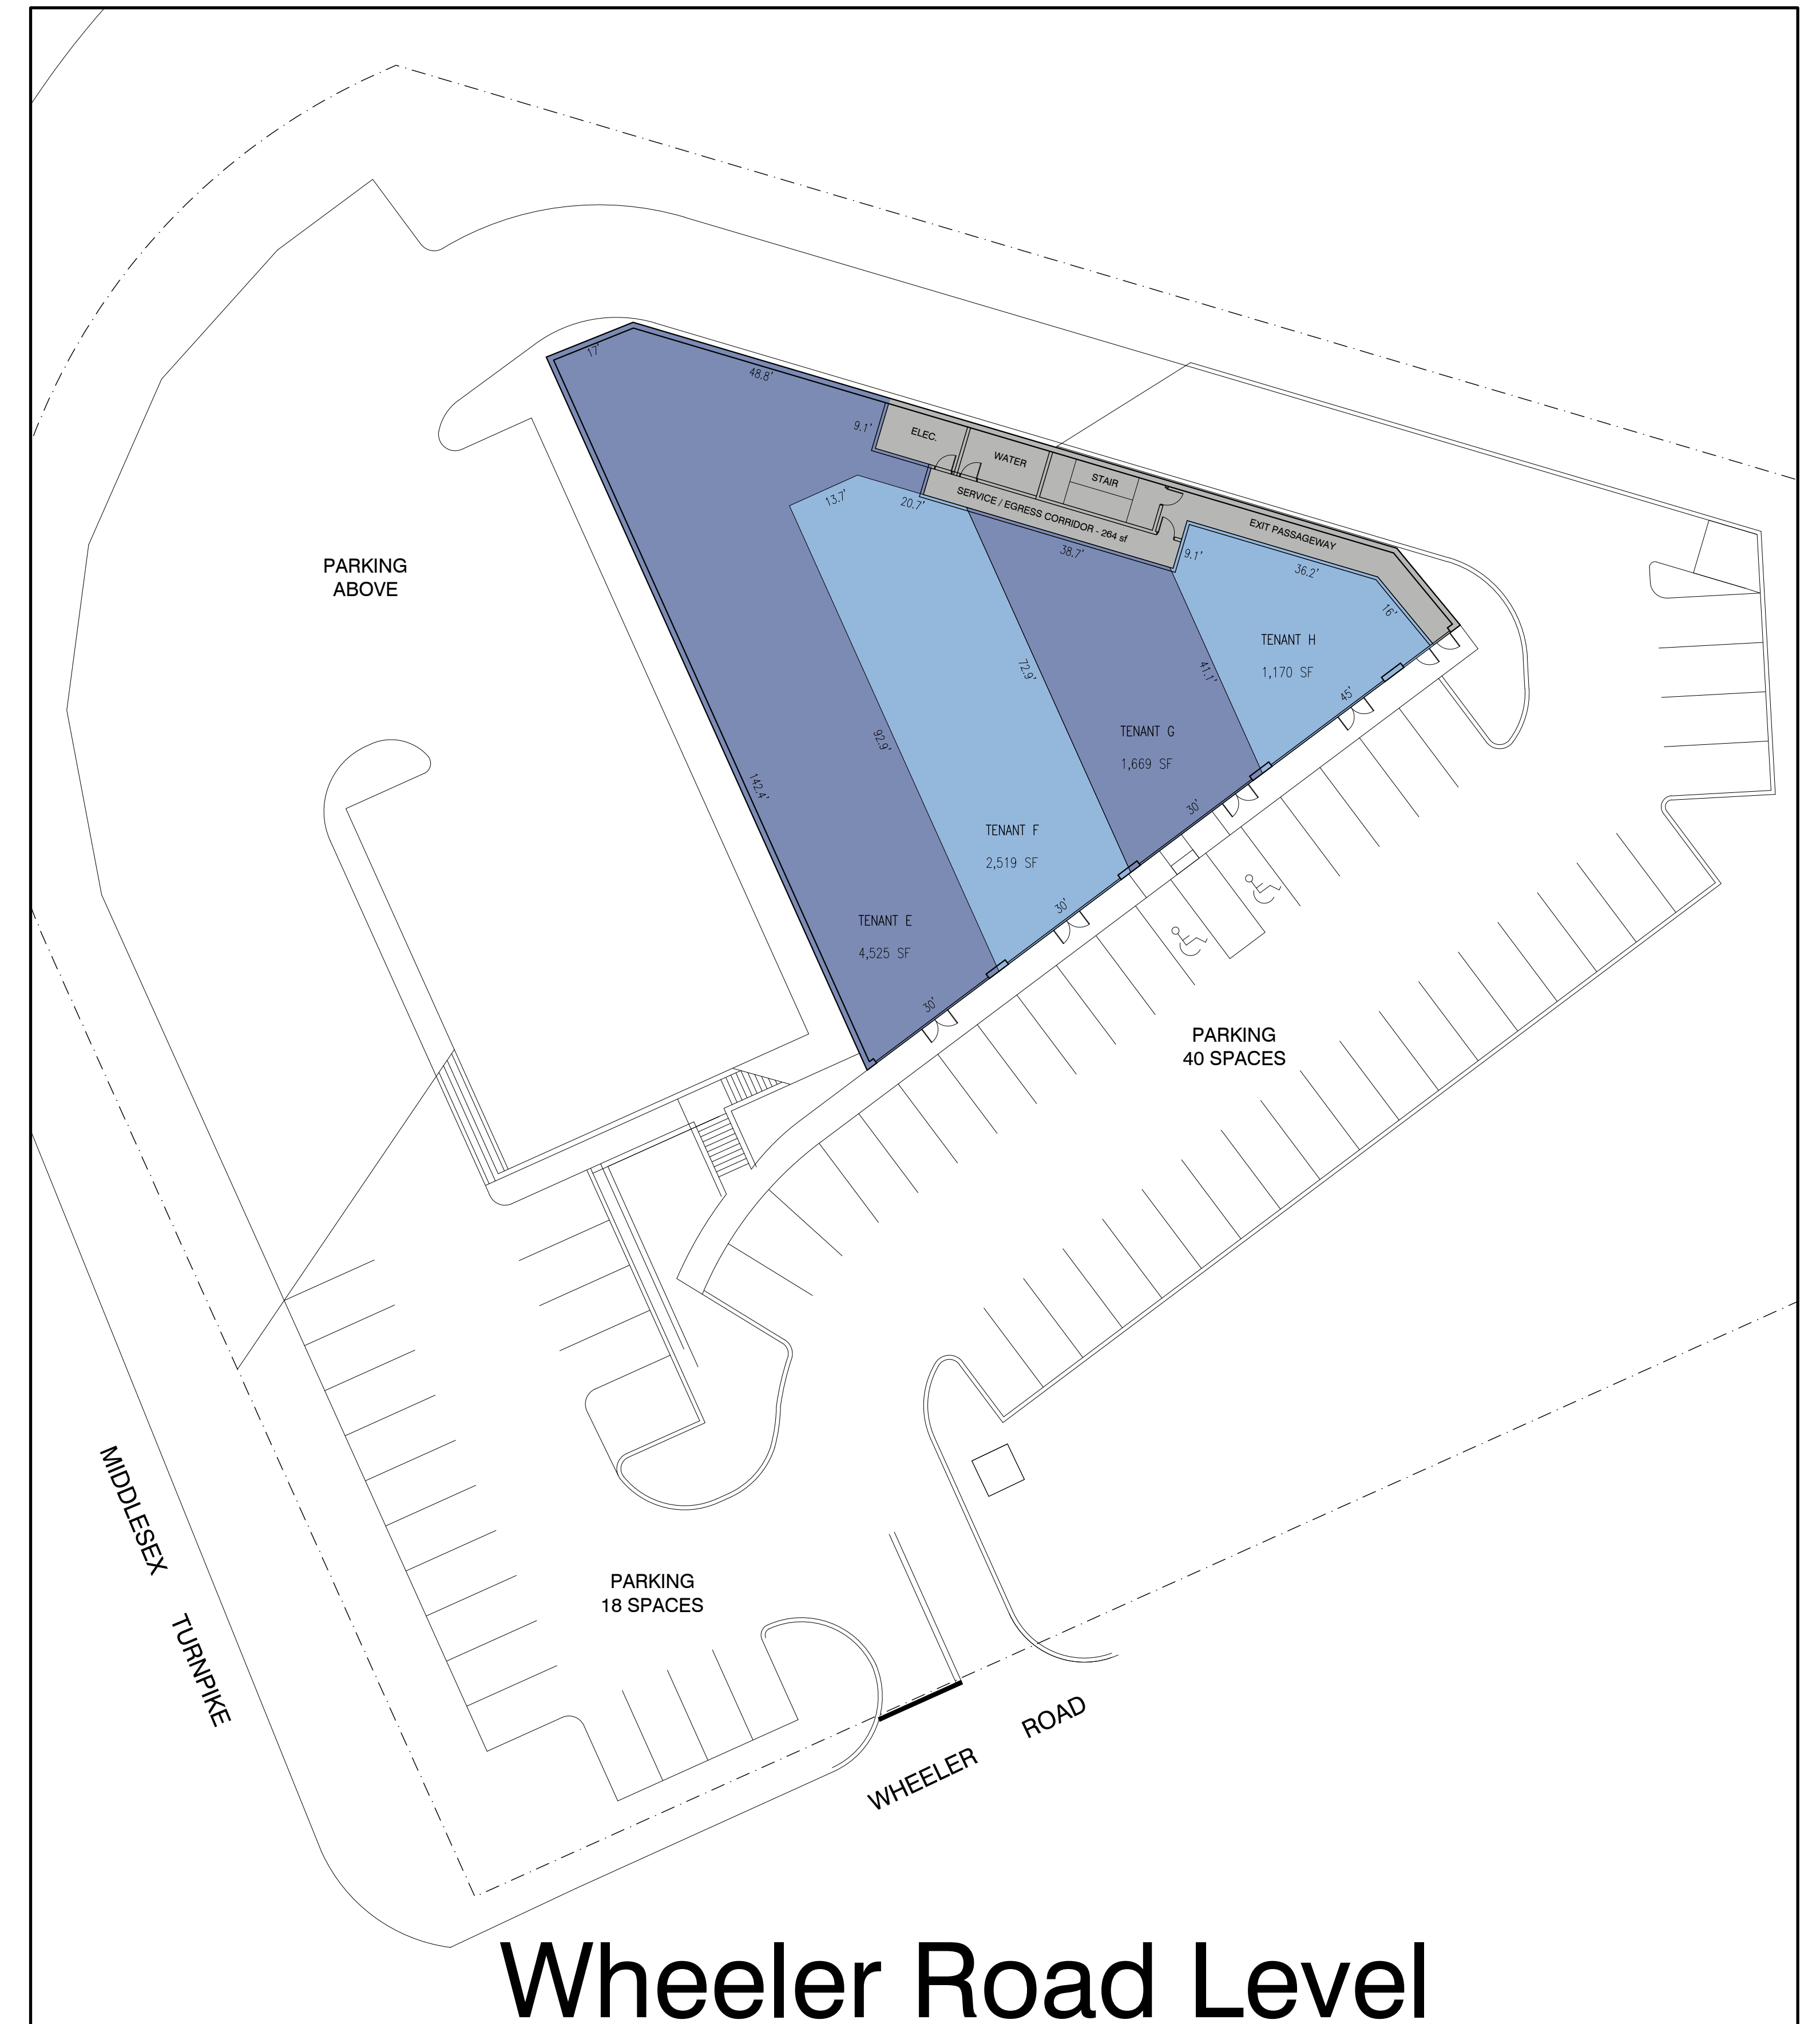 17'
48.8'
9.1'
ELEC.
WATER
STAIR
SERVICE / EGRESS CORRIDOR - 264 sf
EXIT PASSAGEWAY
13.7'
20.7'
38.7'
9.1'
36.2'
16'
PARKING
ABOVE
TENANT H
1,170 SF
72.9'
41.1'
45'
92.9'
TENANT G
1,669 SF
142.4'
30'
TENANT F
2,519 SF
30'
TENANT E
4,525 SF
30'
PARKING
40 SPACES
MIDDLESEX TURNPIKE
PARKING
18 SPACES
WHEELER ROAD
Wheeler Road Level